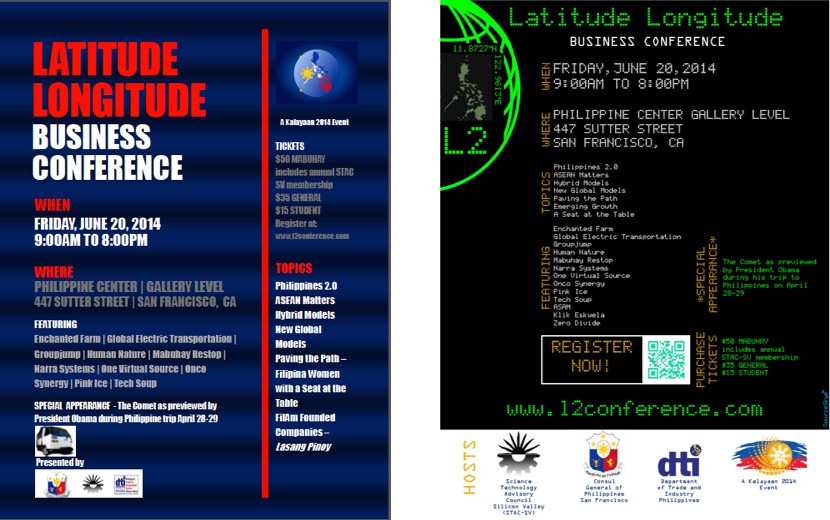 LATITUDE
LONGITUDE
BUSINESS
CONFERENCE
WHEN
FRIDAY, JUNE 20, 2014
9:00AM TO 8:00PM
WHERE
PHILIPPINE CENTER | GALLERY LEVEL
447 SUTTER STREET | SAN FRANCISCO, CA
FEATURING
Enchanted Farm | Global Electric Transportation |
Groupjump | Human Nature | Mabuhay Restop |
Narra Systems | One Virtual Source | Onco
Synergy | Pink Ice | Tech Soup
SPECIAL APPEARANCE - The Comet as previewed by
President Obama during Philippine trip April 28-29
Presented by
dti
A Kalayaan 2014 Event
TICKETS
$50 MABUHAY
includes annual STAC
SV membership
$35 GENERAL
$15 STUDENT
Register at:
www.l2conference.com
TOPICS
Philippines 2.0
ASEAN Matters
Hybrid Models
New Global
Models
Paving the Path –
Filipina Women
with a Seat at the
Table
FilAm Founded
Companies –
Lasang Pinoy
Latitude Longitude
BUSINESS CONFERENCE
11.8727°N
122.9613°E
L2
WHEN
FRIDAY, JUNE 20, 2014
9:00AM TO 8:00PM
WHERE
PHILIPPINE CENTER GALLERY LEVEL
447 SUTTER STREET
SAN FRANCISCO, CA
TOPICS
Philippines 2.0
ASEAN Matters
Hybrid Models
New Global Models
Paving the Path
Emerging Growth
A Seat at the Table
FEATURING
Enchanted Farm
Global Electric Transportation
Groupjump
Human Nature
Mabuhay Restop
Narra Systems
One Virtual Source
Onco Synergy
Pink Ice
Tech Soup
ASAM
Klik Eskwela
Zero Divide
*SPECIAL
APPEARANCE*
The Comet as previewed
by President Obama
during his trip to
Philippines on April
28-29
REGISTER
NOW!
PURCHASE
TICKETS
$50 MABUHAY
includes annual
STAC-SV membership
$35 GENERAL
$15 STUDENT
www.l2conference.com
HOSTS
Science
Technology
Advisory
Council
Silicon Valley
(STAC-SV)
Consul
General of
Philippines
San Francisco
dti
Department
of Trade and
Industry
Philippines
A Kalayaan 2014
Event